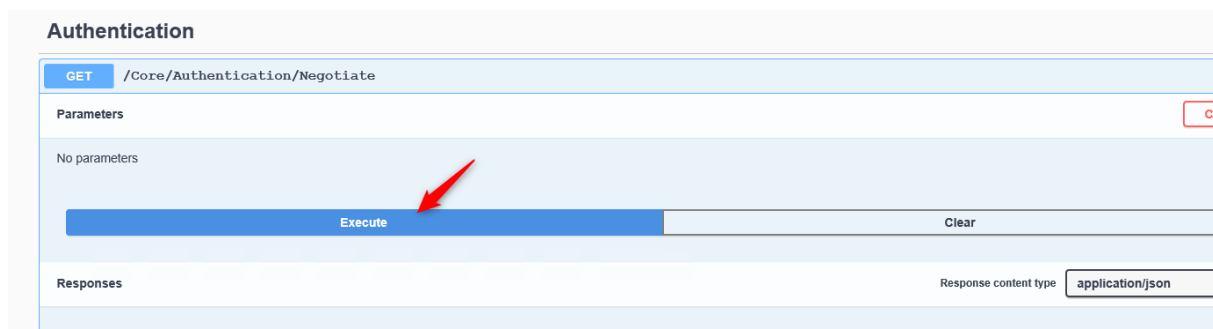 Authentication
GET /Core/Authentication/Negotiate
Parameters C
No parameters
Execute Clear
Responses Response content type application/json